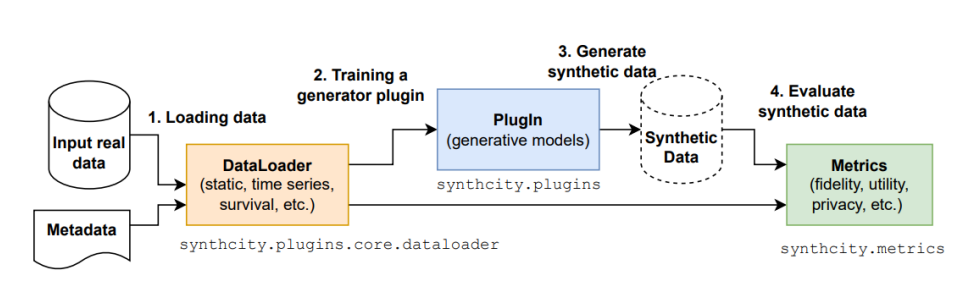 Input real
data
Metadata
1. Loading data
DataLoader
(static, time series,
survival, etc.)
synthcity.plugins.core.dataloader
2. Training a
generator plugin
PlugIn
(generative models)
synthcity.plugins
3. Generate
synthetic data
Synthetic
Data
4. Evaluate
synthetic data
Metrics
(fidelity, utility,
privacy, etc.)
synthcity.metrics